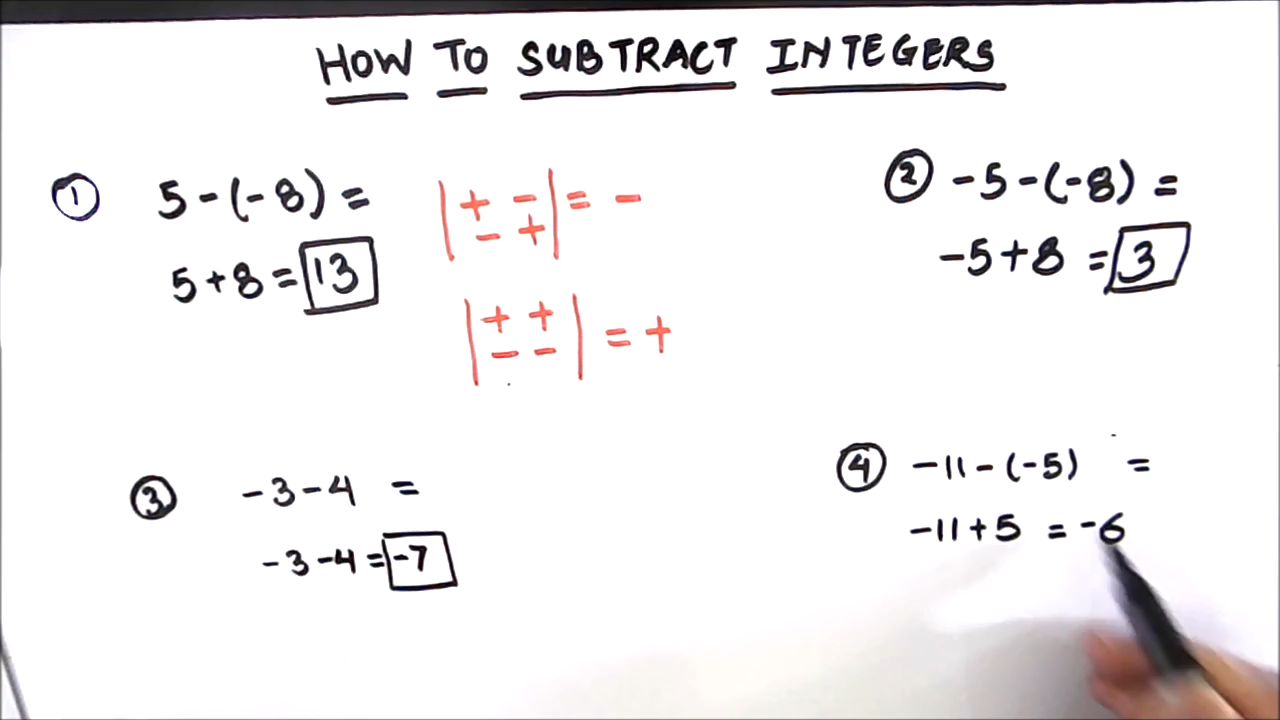 HOW TO SUBTRACT INTEGERS
① 5-(-8) =
5+8 = 13
| + - | = -
- +
| + + | = +
- -
② -5-(-8) =
-5+8 = 3
③ -3-4 =
-3-4 = -7
④ -11-(-5) =
-11+5 = -6